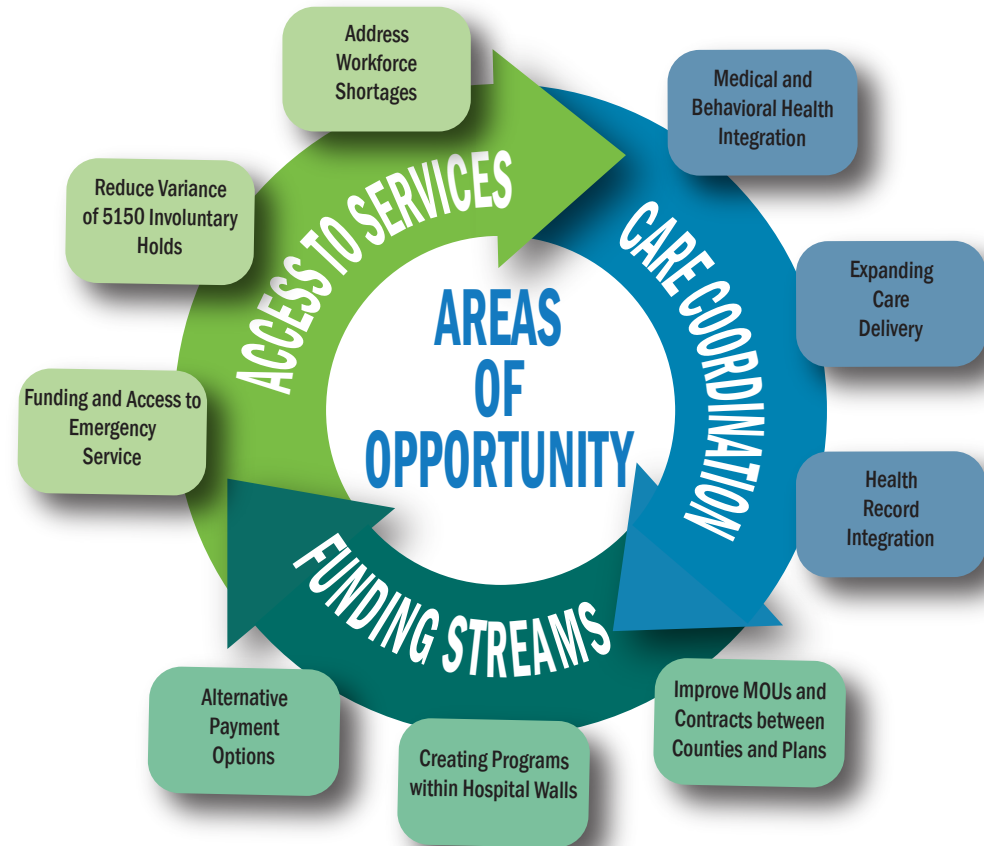 Address
Workforce
Shortages
Medical and
Behavioral Health
Integration
Reduce Variance
of 5150 Involuntary
Holds
ACCESS TO SERVICES
CARE COORDINATION
Expanding
Care
Delivery
AREAS
OF
OPPORTUNITY
Funding and Access to
Emergency
Service
Health
Record
Integration
FUNDING STREAMS
Alternative
Payment
Options
Creating Programs
within Hospital Walls
Improve MOUs and
Contracts between
Counties and Plans